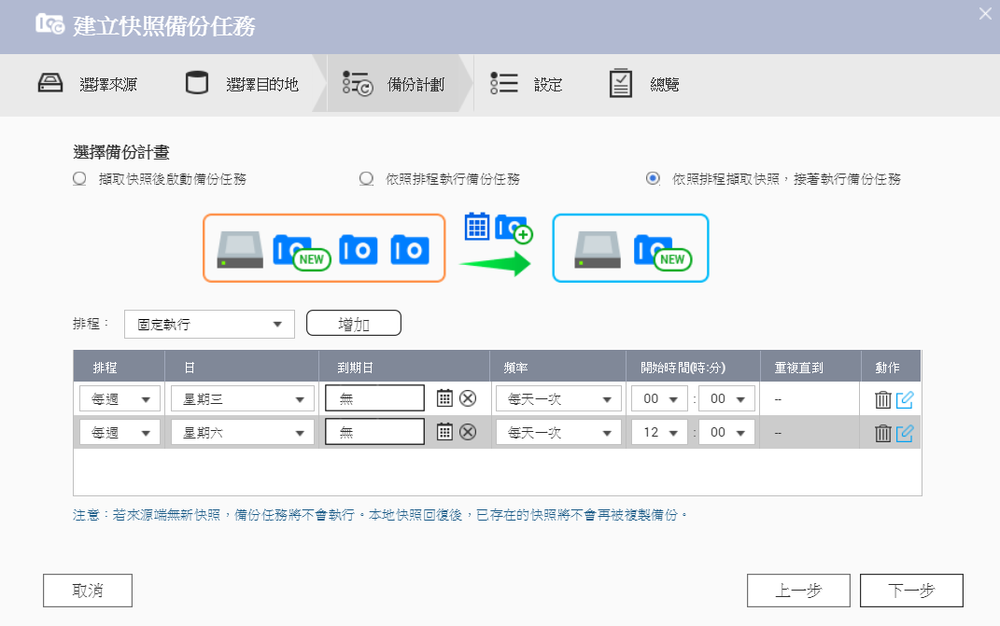 建立快照備份任務
選擇來源 選擇目的地 備份計劃 設定 總覽
選擇備份計畫
擷取快照後啟動備份任務 依照排程執行備份任務 依照排程擷取快照，接著執行備份任務
NEW NEW
排程： 固定執行 增加
排程 日 到期日 頻率 開始時間(時:分) 重複直到 動作
每週 星期三 無 每天一次 00 : 00 --
每週 星期六 無 每天一次 12 : 00 --
注意：若來源端無新快照，備份任務將不會執行。本地快照回復後，已存在的快照將不會再被複製備份。
取消 上一步 下一步